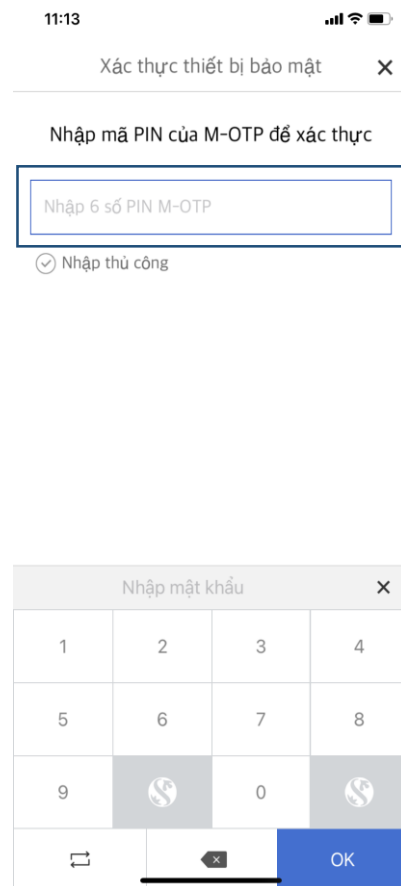 11:13
Xác thực thiết bị bảo mật
Nhập mã PIN của M-OTP để xác thực
Nhập 6 số PIN M-OTP
Nhập thủ công
Nhập mật khẩu
1 2 3 4
5 6 7 8
9 0
OK